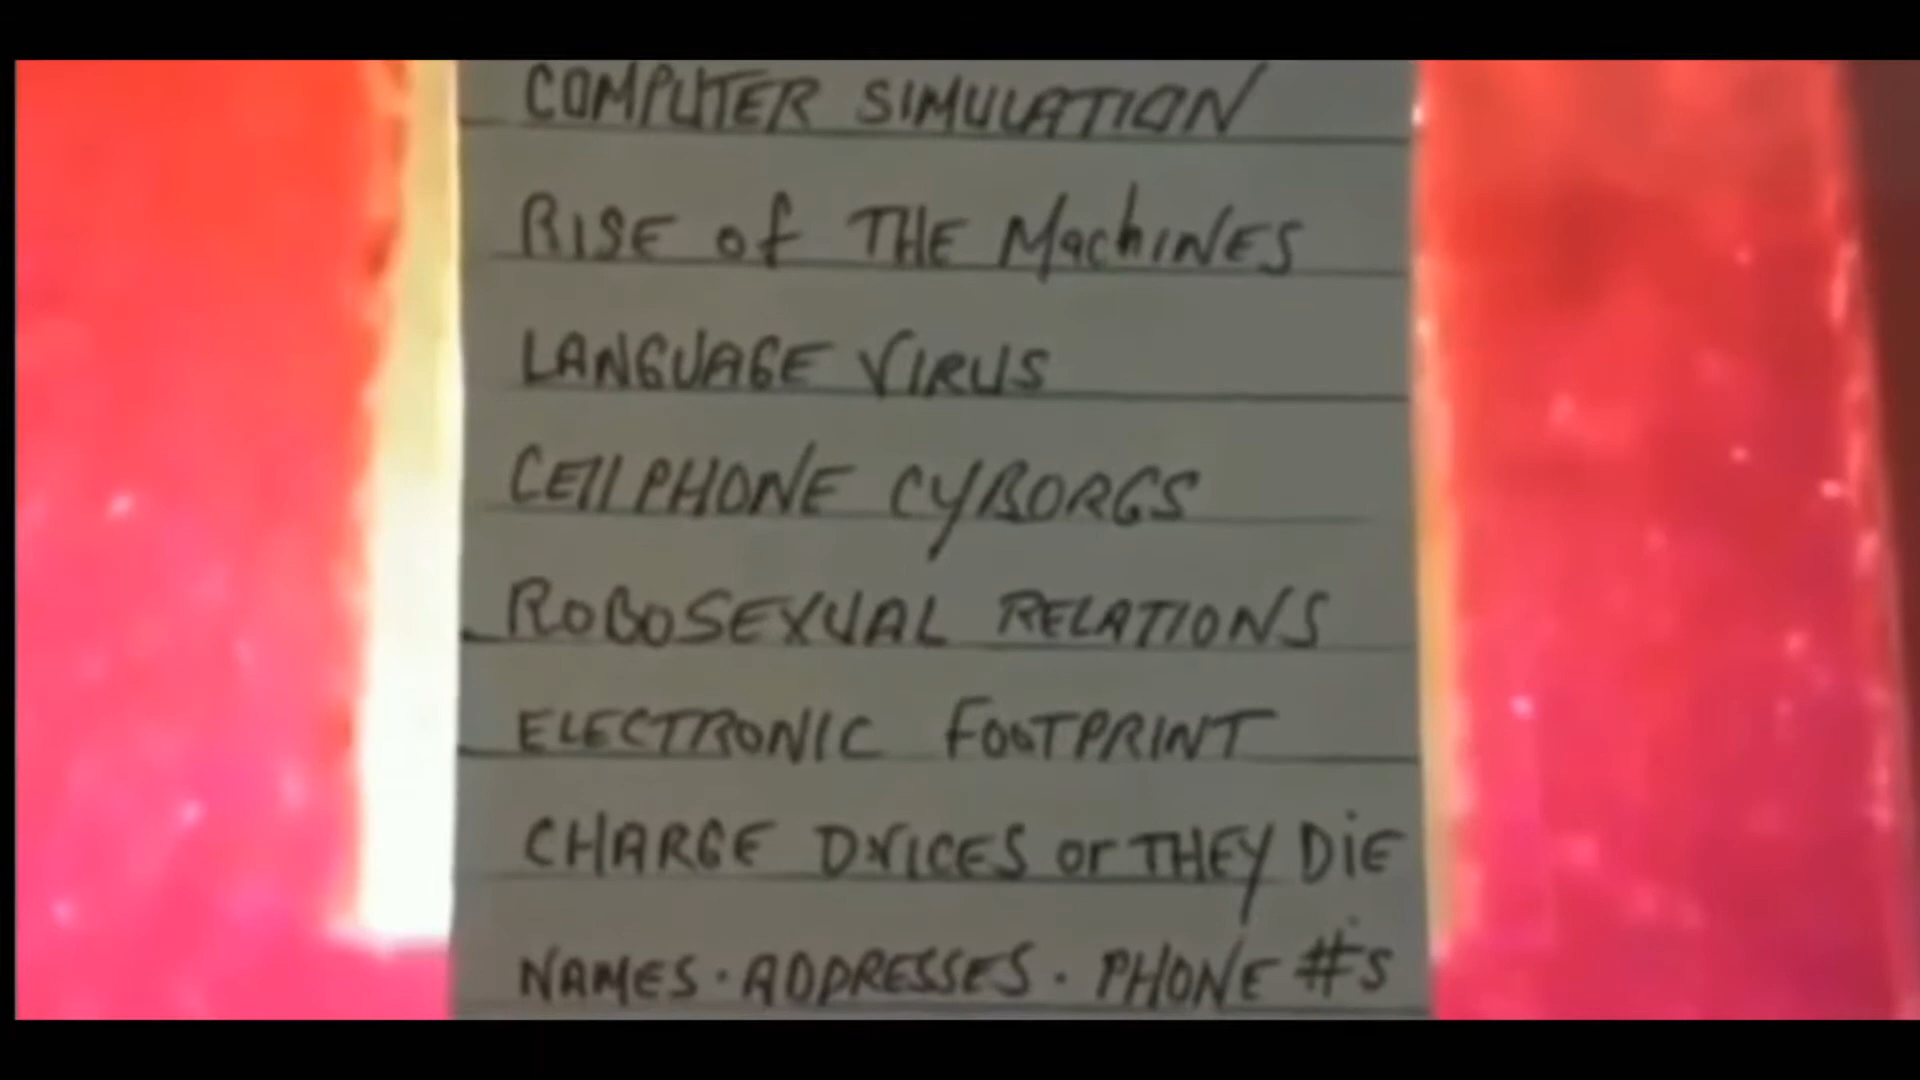 COMPUTER SIMULATION
RISE of THE MachINES
LANGUAGE VIRUS
CEllPHONE CYBORGS
ROBOSEXUAL RELATIONS
ELECTRONIC FOOTPRINT
CHARGE DVICES or THEY DiE
NAMES · ADDRESSES · PHONE #'s